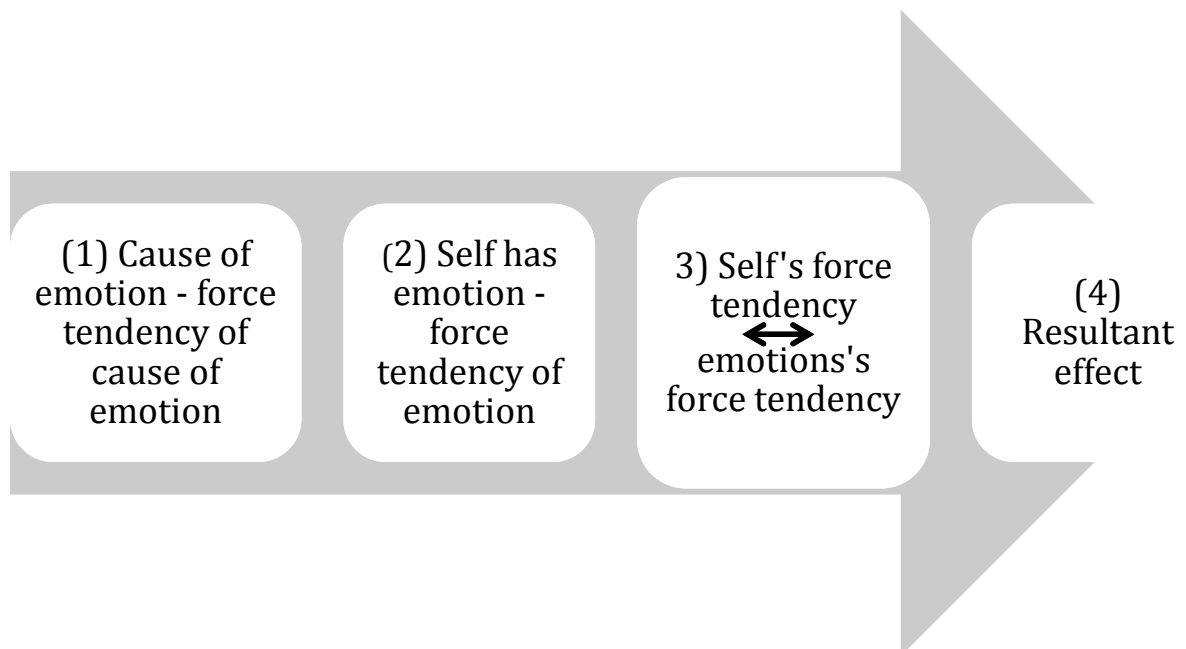 (1) Cause of
emotion - force
tendency of
cause of
emotion
(2) Self has
emotion -
force
tendency of
emotion
3) Self's force
tendency
emotions's
force tendency
(4)
Resultant
effect